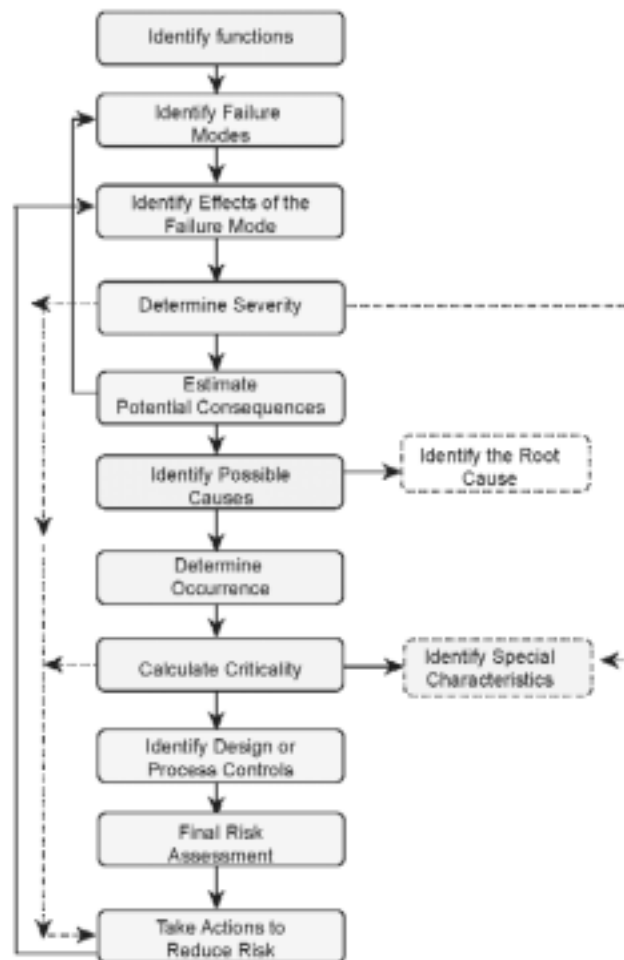 Identify functions
Identify Failure
Modes
Identify Effects of the
Failure Mode
Determine Severity
Estimate
Potential Consequences
Identify Possible
Causes
Identify the Root
Cause
Determine
Occurrence
Calculate Criticality
Identify Special
Characteristics
Identify Design or
Process Controls
Final Risk
Assessment
Take Actions to
Reduce Risk